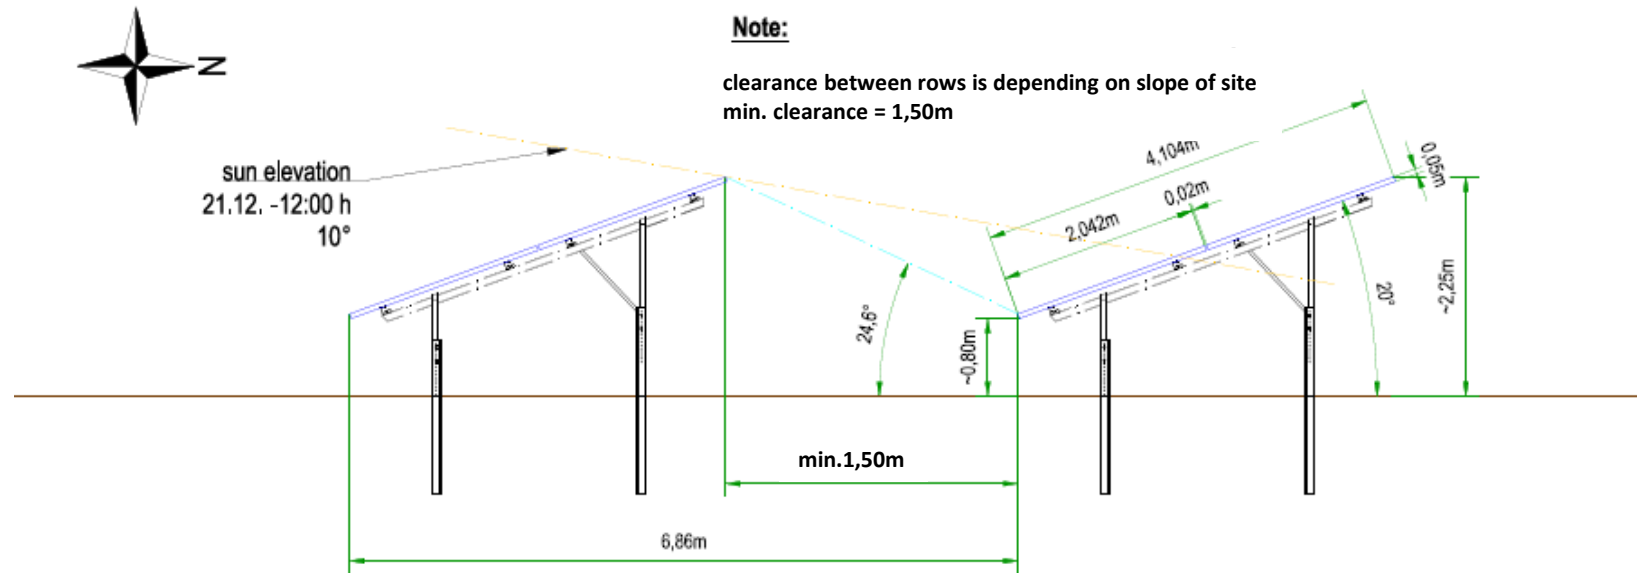 Note:
N
clearance between rows is depending on slope of site
min. clearance = 1,50m
sun elevation
21.12. -12:00 h
10°
4,104m
0,05m
0,02m
2,042m
24,6°
~0,80m
20°
~2,25m
min.1,50m
6,86m